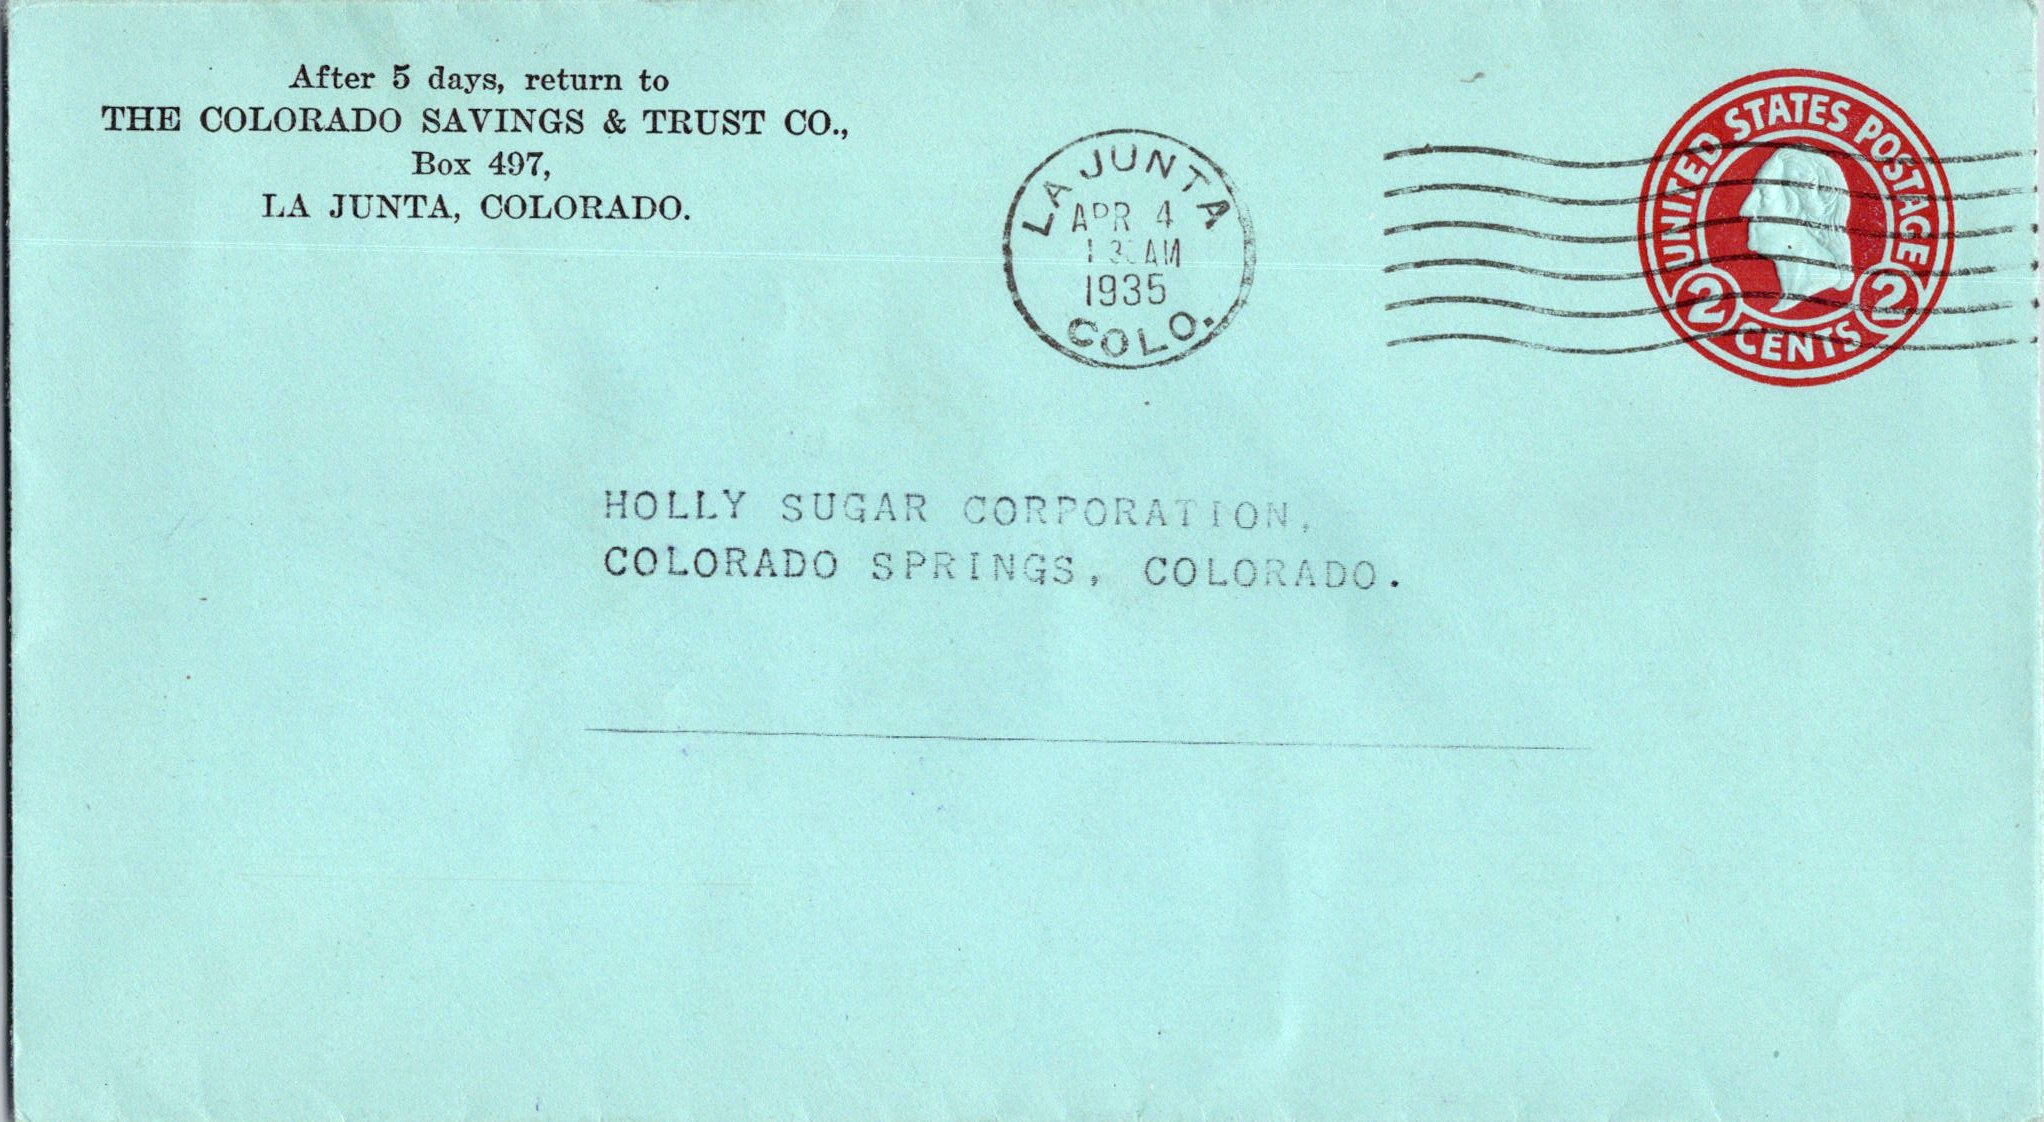 After 5 days, return to
THE COLORADO SAVINGS & TRUST CO.,
Box 497,
LA JUNTA, COLORADO.
LA JUNTA
APR 4
AM
1935
COLO.
UNITED STATES POSTAGE
2 CENTS 2
HOLLY SUGAR CORPORATION,
COLORADO SPRINGS, COLORADO.